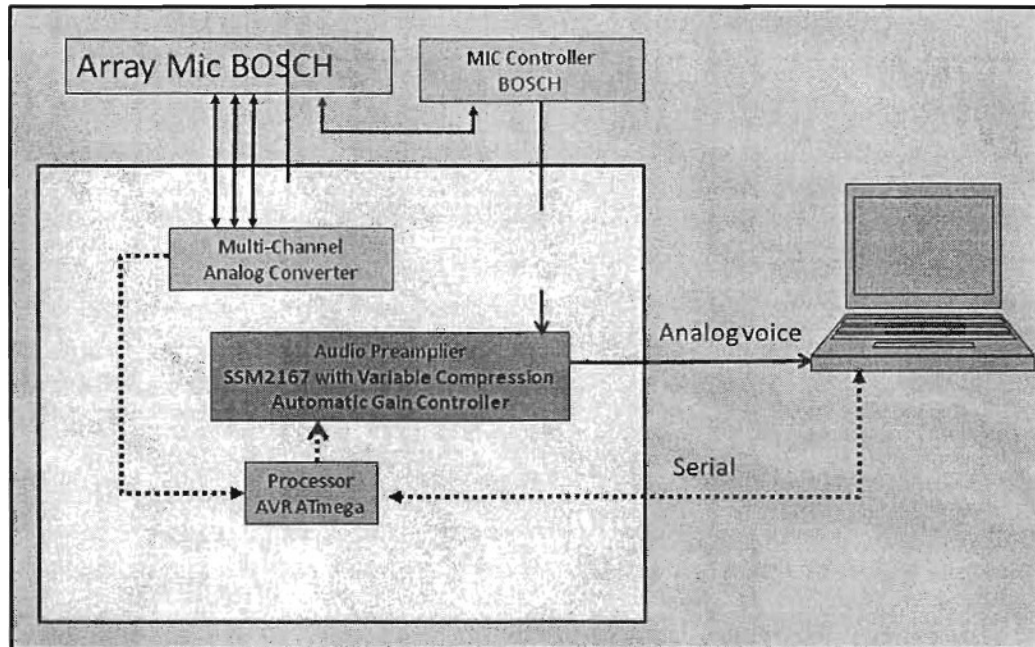 Array Mic BOSCH
MIC Controller
BOSCH
Multi-Channel
Analog Converter
Audio Preamplier
SSM2167 with Variable Compression
Automatic Gain Controller
Analog voice
Serial
Processor
AVR ATmega